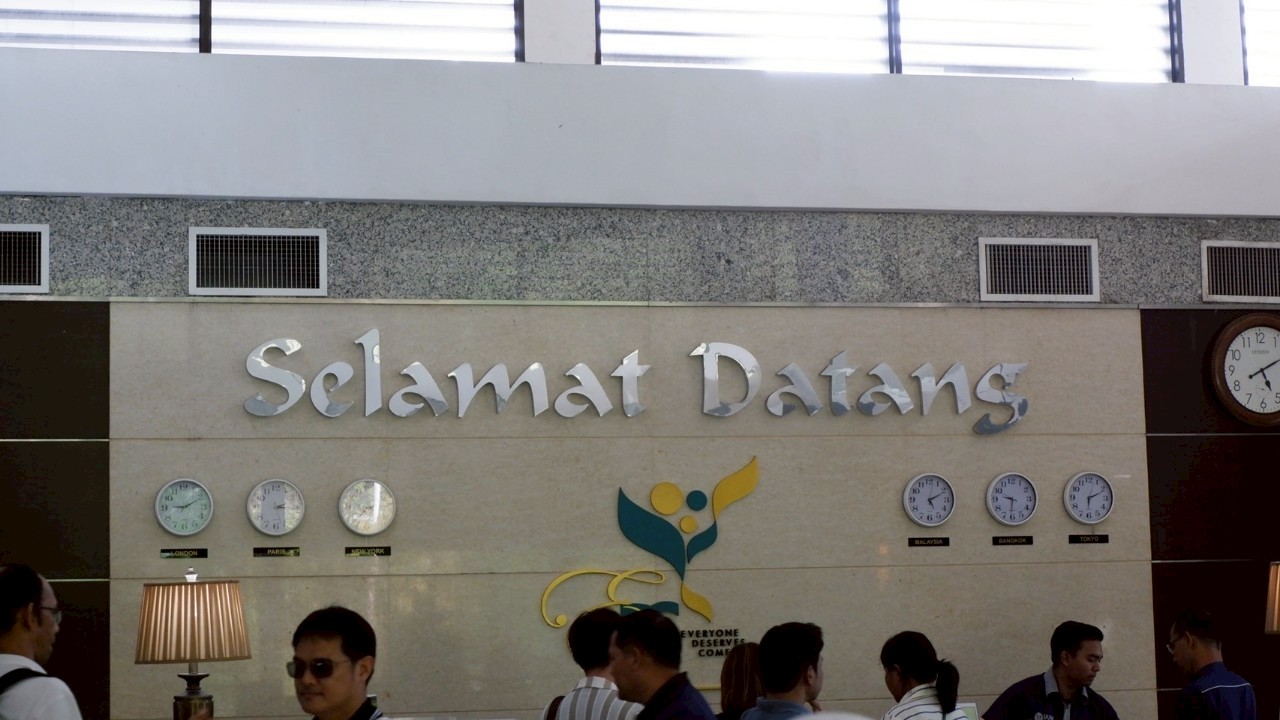 Selamat Datang
LONDON
PARIS
NEW YORK
MALAYSIA
BANGKOK
TOKYO
EVERYONE
DESERVES